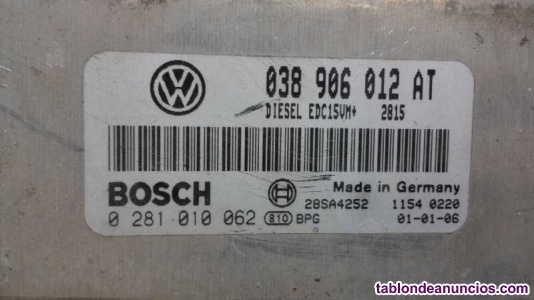 VW
038 906 012 AT
DIESEL EDC15VM+ 2815
BOSCH
Made in Germany
0 281 010 062
810 BPG
28SA4252 1154 0220
01-01-06
tablondeanuncios.com